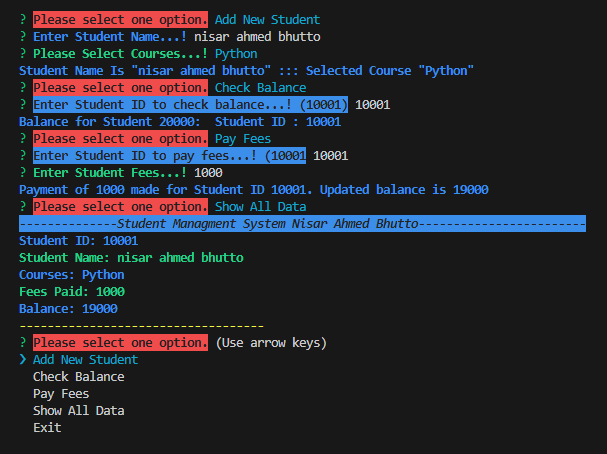 ? Please select one option. Add New Student
? Enter Student Name...! nisar ahmed bhutto
? Please Select Courses...! Python
Student Name Is "nisar ahmed bhutto" ::: Selected Course "Python"
? Please select one option. Check Balance
? Enter Student ID to check balance...! (10001) 10001
Balance for Student 20000:  Student ID : 10001
? Please select one option. Pay Fees
? Enter Student ID to pay fees...! (10001 10001
? Enter Student Fees...! 1000
Payment of 1000 made for Student ID 10001. Updated balance is 19000
? Please select one option. Show All Data
--------------Student Managment System Nisar Ahmed Bhutto------------------------
Student ID: 10001
Student Name: nisar ahmed bhutto
Courses: Python
Fees Paid: 1000
Balance: 19000
-----------------------------------
? Please select one option. (Use arrow keys)
❯ Add New Student
Check Balance
Pay Fees
Show All Data
Exit